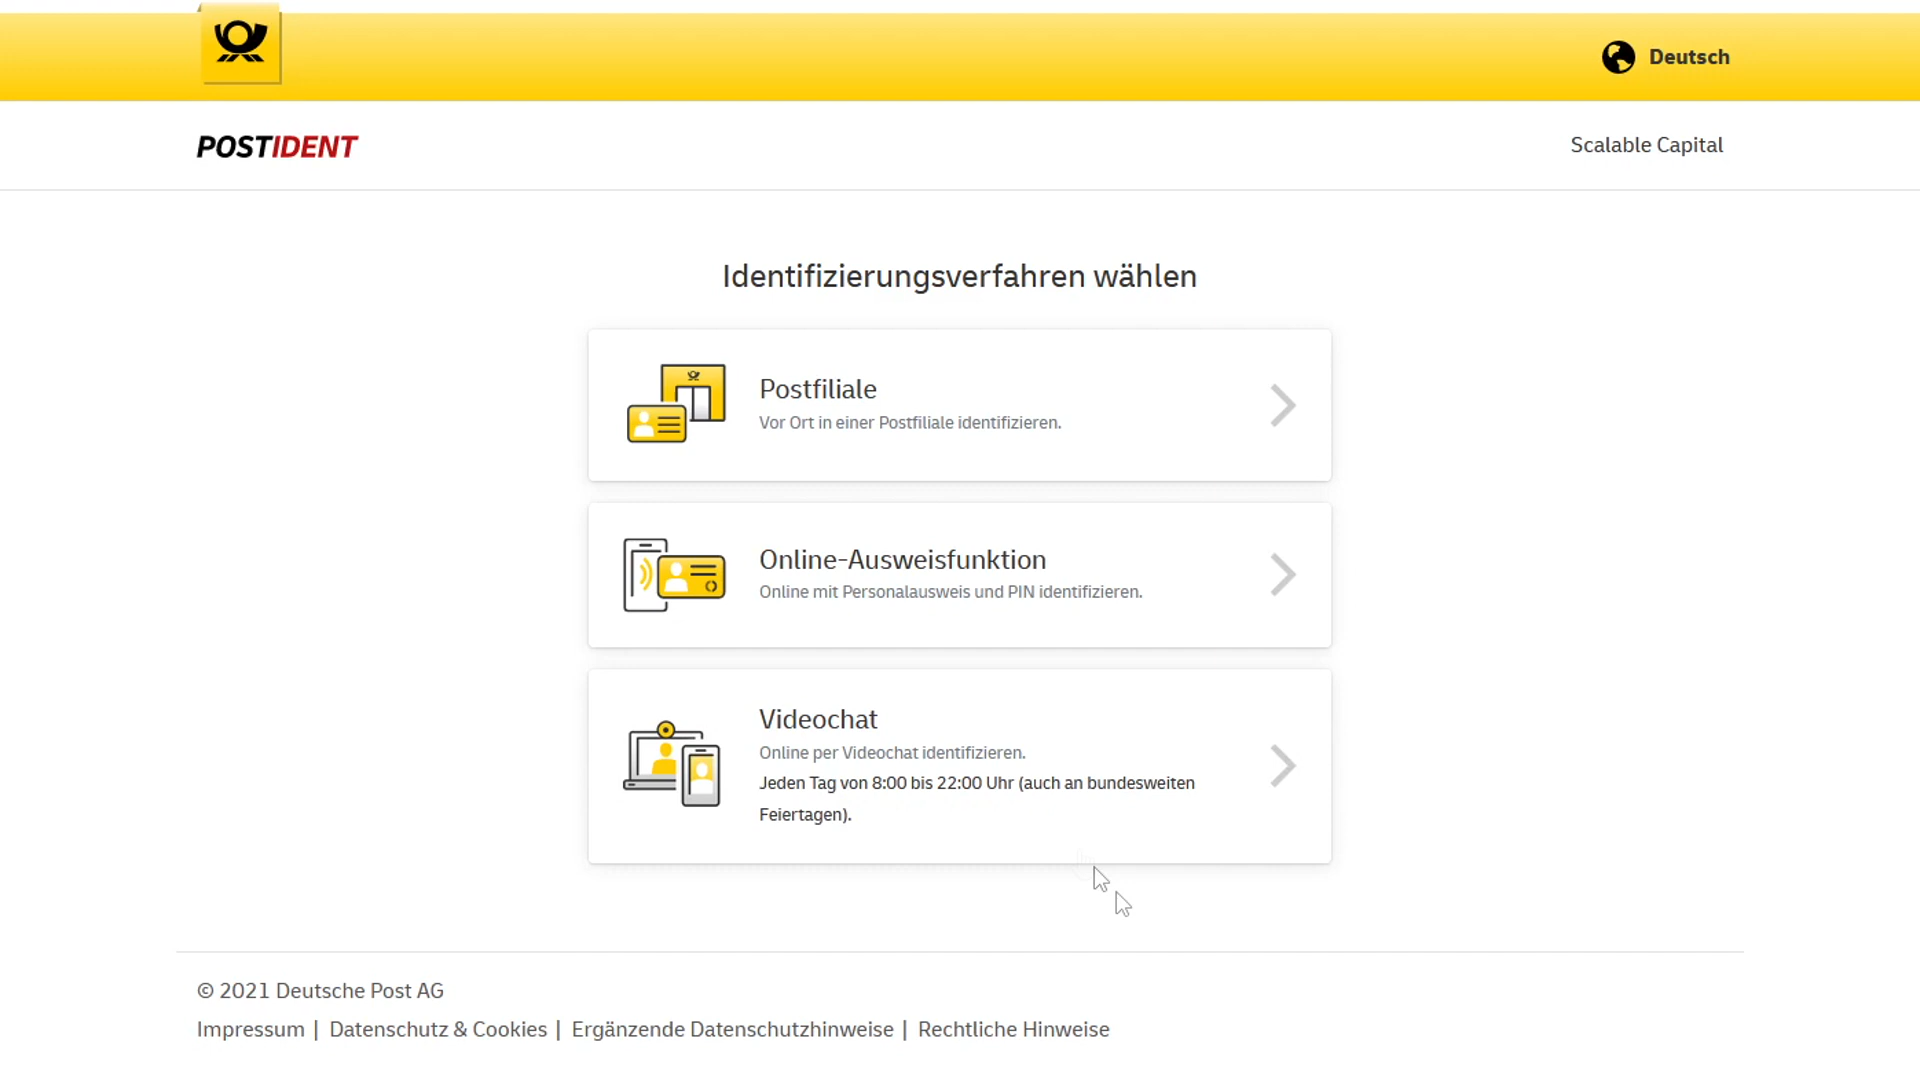 Deutsch
POSTIDENT
Scalable Capital
Identifizierungsverfahren wählen
Postfiliale
Vor Ort in einer Postfiliale identifizieren.
Online-Ausweisfunktion
Online mit Personalausweis und PIN identifizieren.
Videochat
Online per Videochat identifizieren.
Jeden Tag von 8:00 bis 22:00 Uhr (auch an bundesweiten
Feiertagen).
© 2021 Deutsche Post AG
Impressum | Datenschutz & Cookies | Ergänzende Datenschutzhinweise | Rechtliche Hinweise